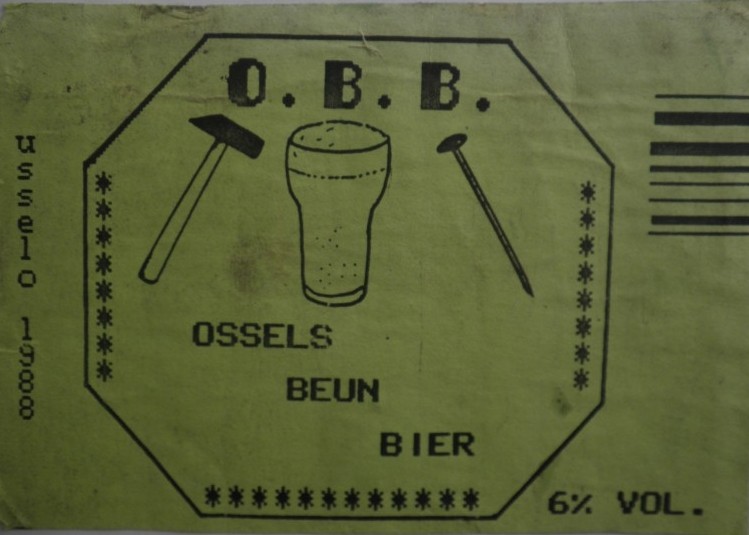 O.B.B.
usselo 1988
OSSELS
BEUN
BIER
6% VOL.